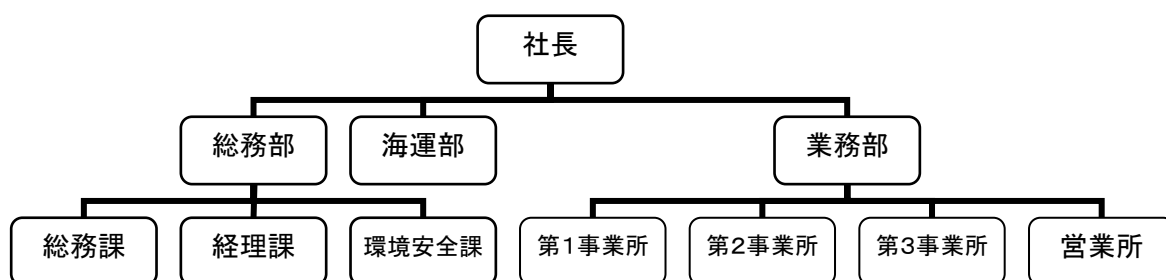 社長
総務部
海運部
業務部
総務課
経理課
環境安全課
第1事業所
第2事業所
第3事業所
営業所